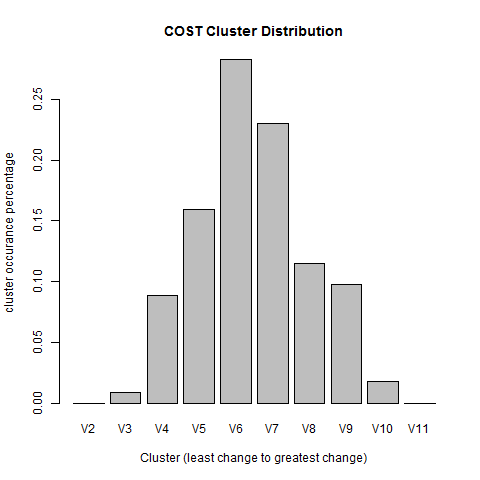 COST Cluster Distribution
cluster occurance percentage
0.25
0.20
0.15
0.10
0.05
0.00
V2 V3 V4 V5 V6 V7 V8 V9 V10 V11
Cluster (least change to greatest change)